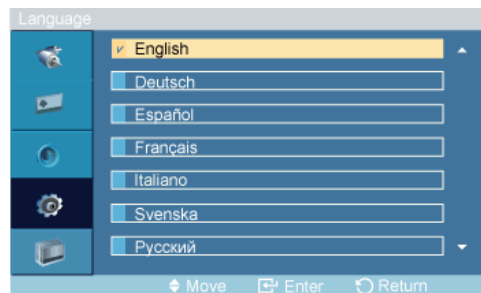 Language
English
Deutsch
Español
Français
Italiano
Svenska
Русский
Move Enter Return